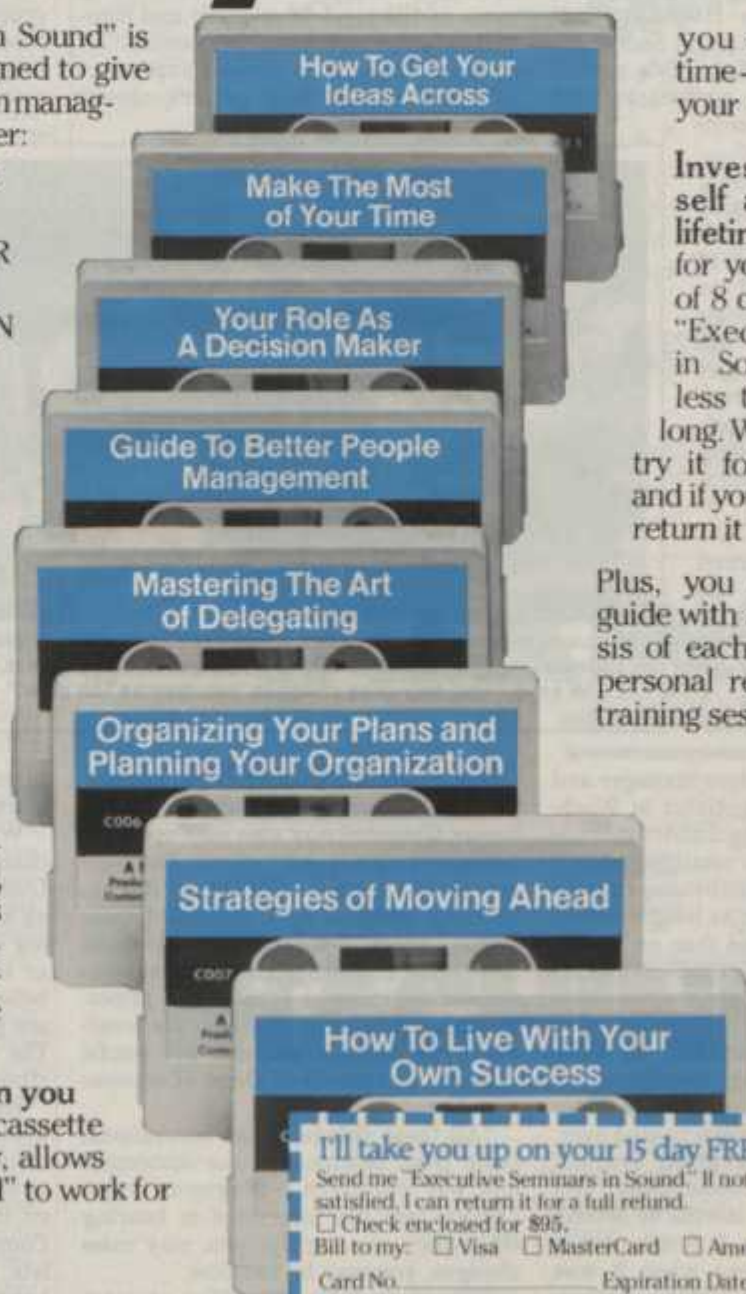 n Sound" is
ned to give
n manag-
er:
R
N
n you
cassette
, allows
" to work for
How To Get Your
Ideas Across
Make The Most
of Your Time
Your Role As
A Decision Maker
Guide To Better People
Management
Mastering The Art
of Delegating
Organizing Your Plans and
Planning Your Organization
C006
Strategies of Moving Ahead
C007
How To Live With Your
Own Success
you
time-
your
Inves
self a
lifetim
for yo
of 8 c
"Exec
in So
less t
long. W
try it fo
and if you
return it
Plus, you
guide with
sis of each
personal re
training ses
I'll take you up on your 15 day FRE
Send me "Executive Seminars in Sound." If not
satisfied, I can return it for a full refund.
☐ Check enclosed for $95.
Bill to my: ☐ Visa ☐ MasterCard ☐ Ame
Card No. Expiration Date